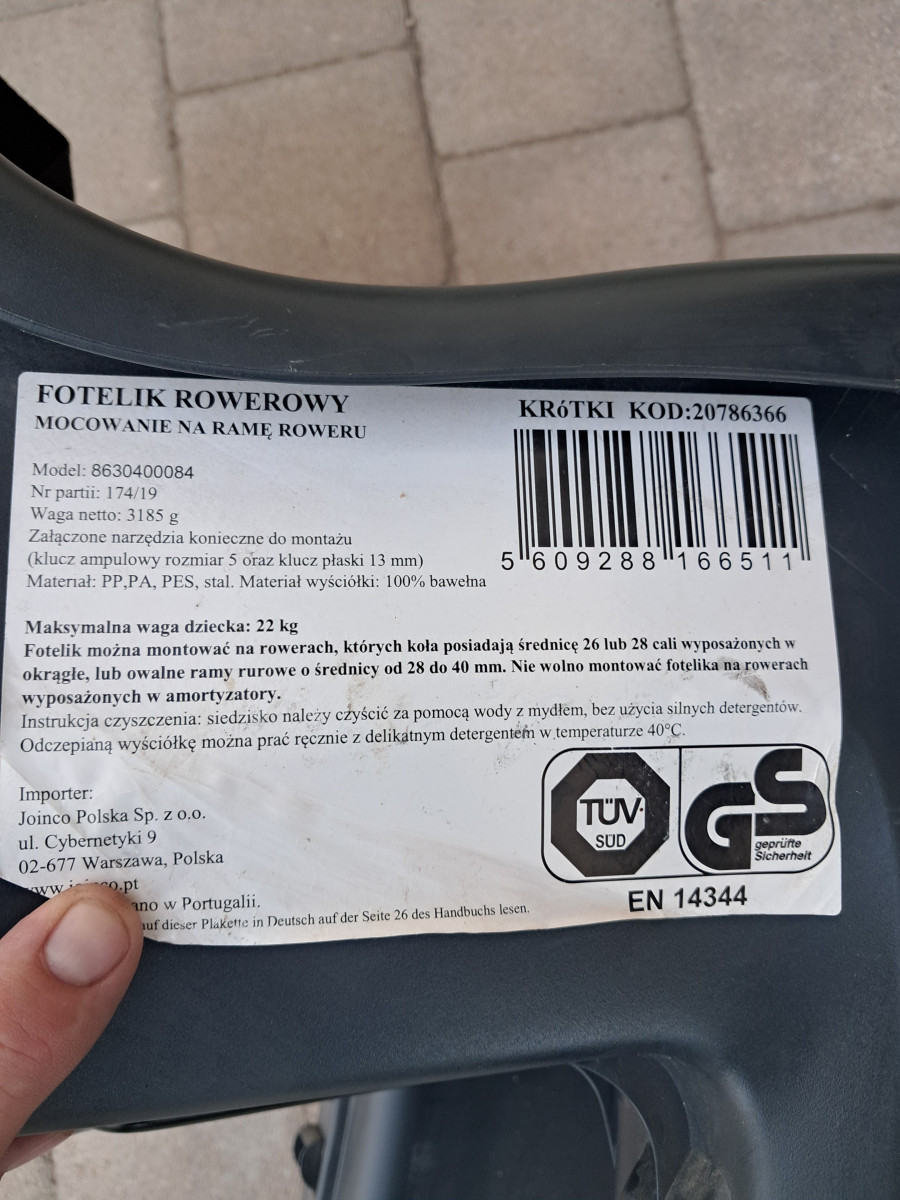 FOTELIK ROWEROWY
MOCOWANIE NA RAMĘ ROWERU
KRóTKI KOD:20786366
5 609288 166511
Model: 8630400084
Nr partii: 174/19
Waga netto: 3185 g
Załączone narzędzia konieczne do montażu
(klucz ampulowy rozmiar 5 oraz klucz płaski 13 mm)
Materiał: PP,PA, PES, stal. Materiał wyściółki: 100% bawełna
Maksymalna waga dziecka: 22 kg
Fotelik można montować na rowerach, których koła posiadają średnicę 26 lub 28 cali wyposażonych w
okrągłe, lub owalne ramy rurowe o średnicy od 28 do 40 mm. Nie wolno montować fotelika na rowerach
wyposażonych w amortyzatory.
Instrukcja czyszczenia: siedzisko należy czyścić za pomocą wody z mydłem, bez użycia silnych detergentów.
Odczepianą wyściółkę można prać ręcznie z delikatnym detergentem w temperaturze 40°C.
Importer:
Joinco Polska Sp. z o.o.
ul. Cybernetyki 9
02-677 Warszawa, Polska
w Portugalii.
auf dieser Plakette in Deutsch auf der Seite 26 des Handbuchs lesen.
TÜV
SÜD
GS
geprüfte
Sicherheit
EN 14344